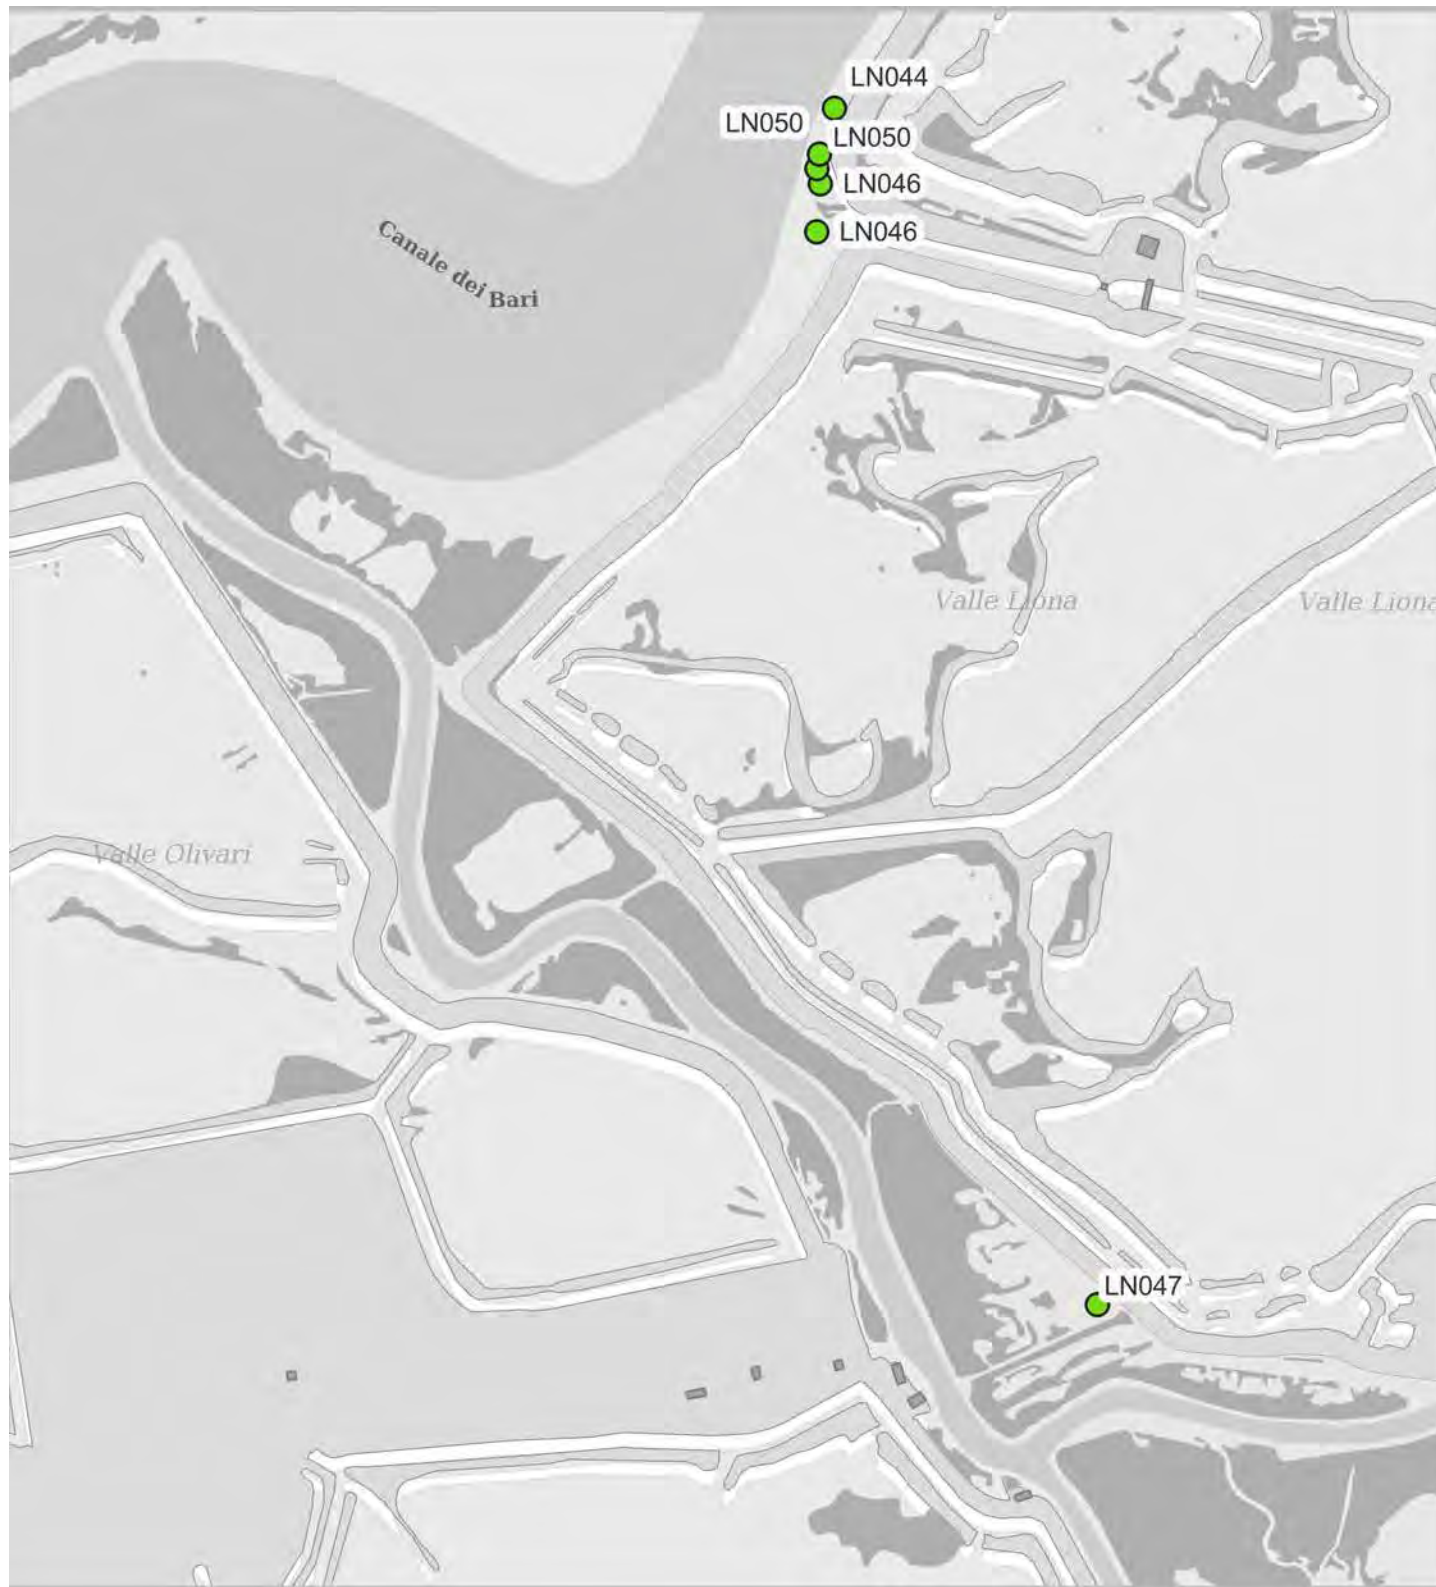 LN044
LN050
LN050
LN046
LN046
Canale dei Bari
Valle Liona
Valle Liona
Valle Olivari
LN047